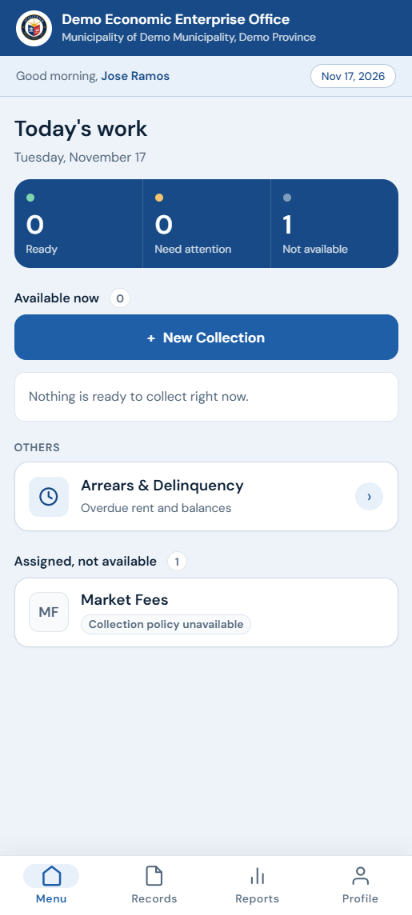 Demo Economic Enterprise Office
Municipality of Demo Municipality, Demo Province
Good morning, Jose Ramos
Nov 17, 2026
Today's work
Tuesday, November 17
0
Ready
0
Need attention
1
Not available
Available now 0
+ New Collection
Nothing is ready to collect right now.
OTHERS
Arrears & Delinquency
Overdue rent and balances
›
Assigned, not available 1
MF
Market Fees
Collection policy unavailable
Menu
Records
Reports
Profile